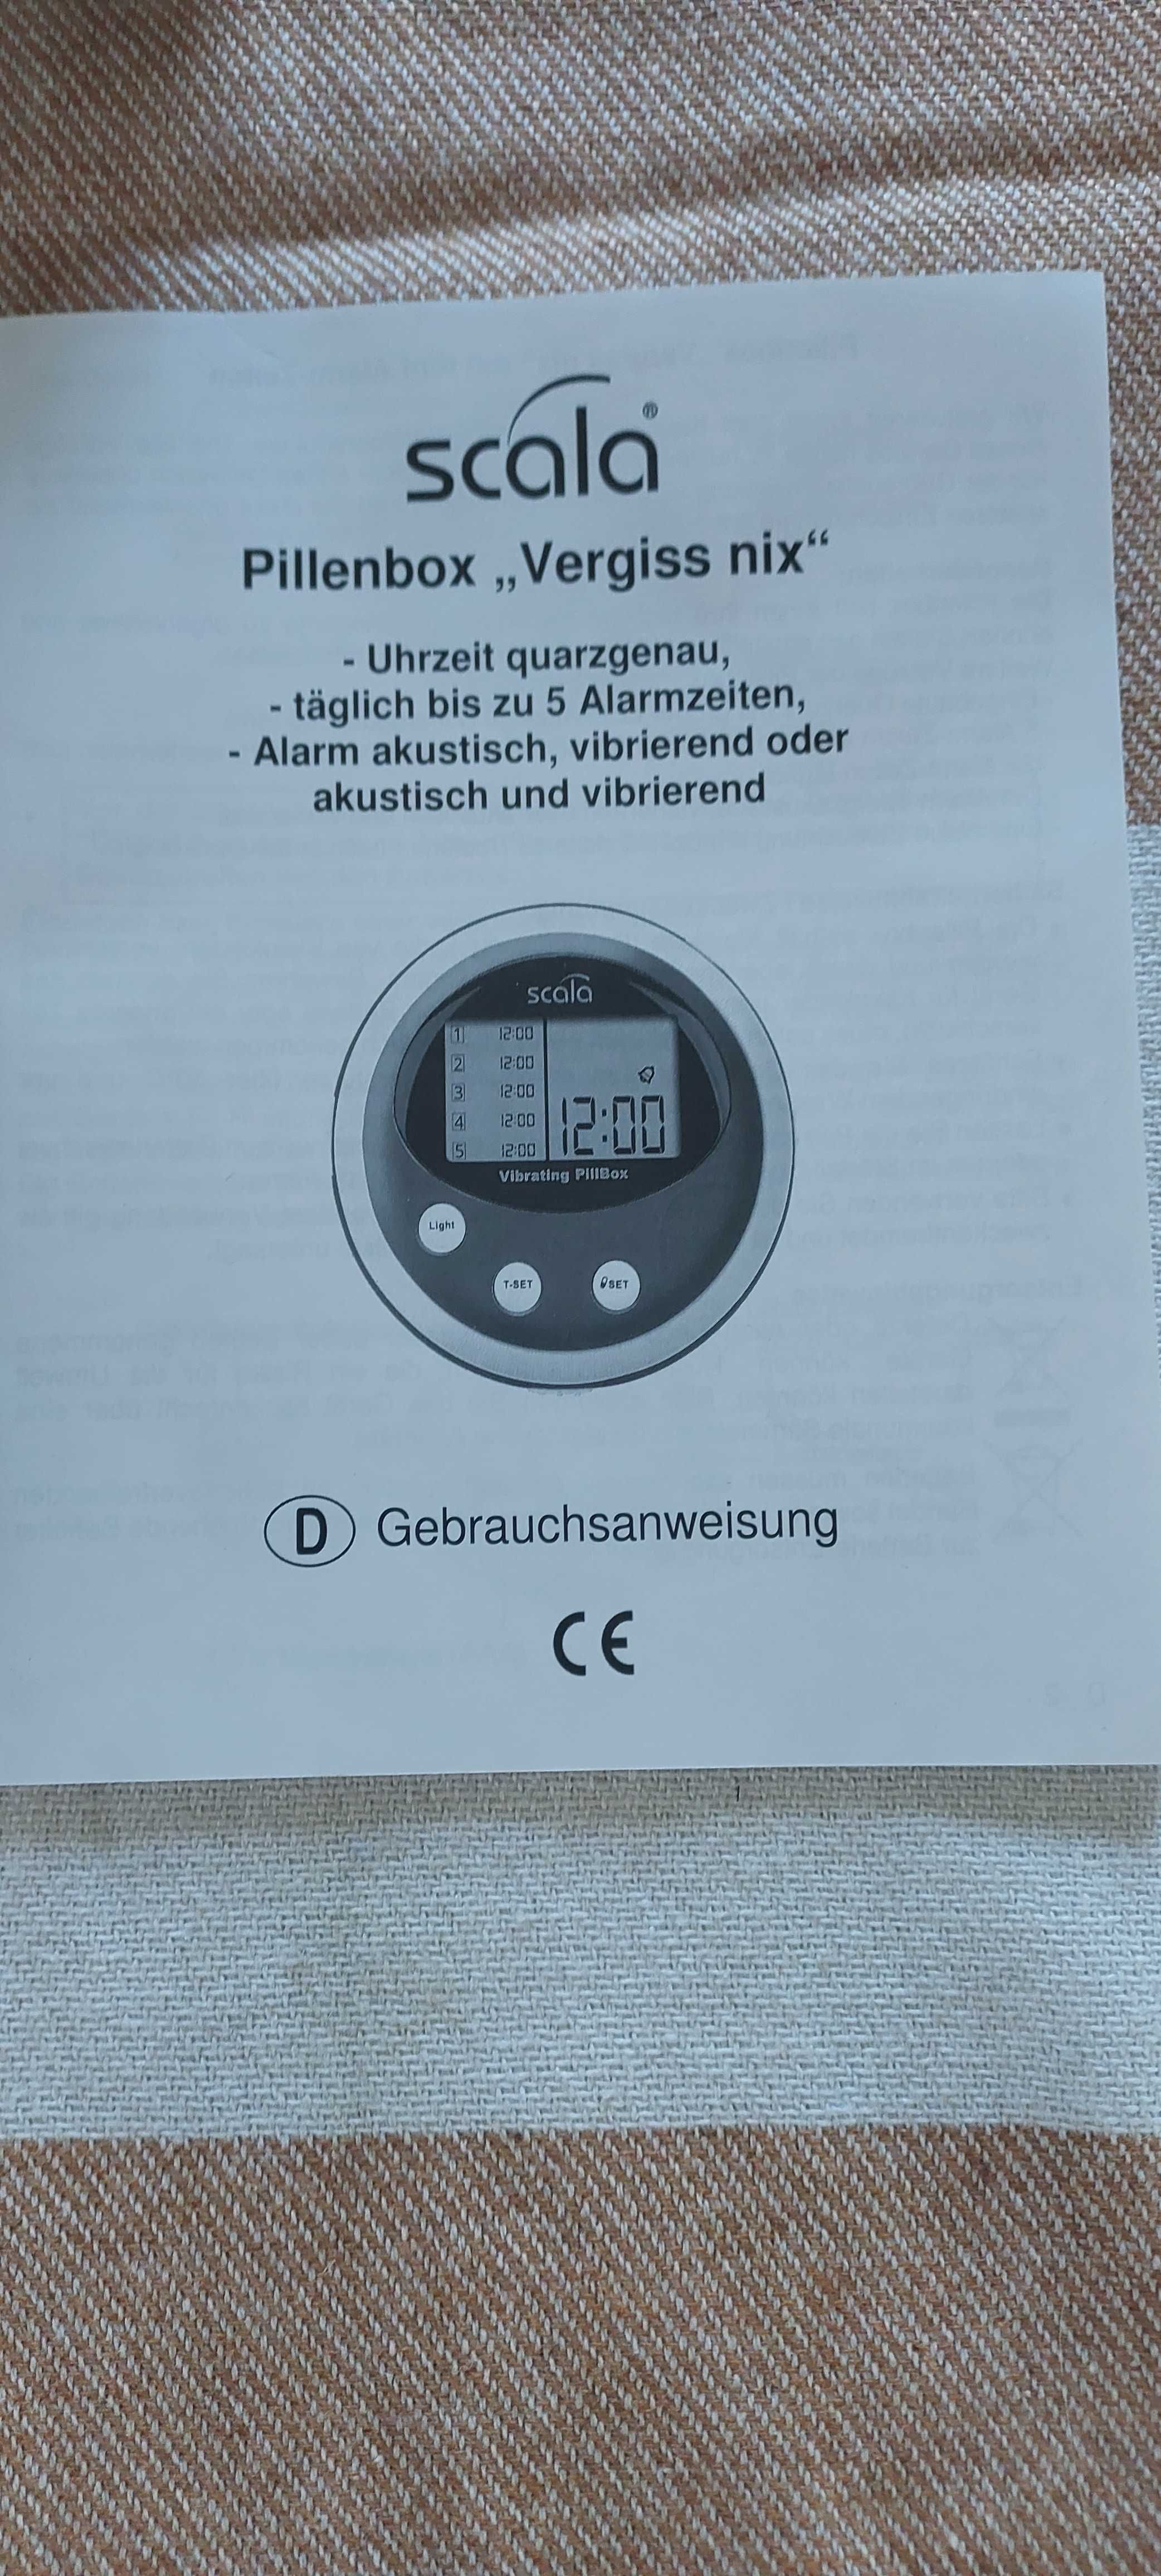 scala®
Pillenbox „Vergiss nix“
- Uhrzeit quarzgenau,
- täglich bis zu 5 Alarmzeiten,
- Alarm akustisch, vibrierend oder
akustisch und vibrierend
scala
1 12:00
2 12:00
3 12:00
4 12:00
5 12:00
12:00
Vibrating PillBox
Light
T-SET
SET
D Gebrauchsanweisung
CE